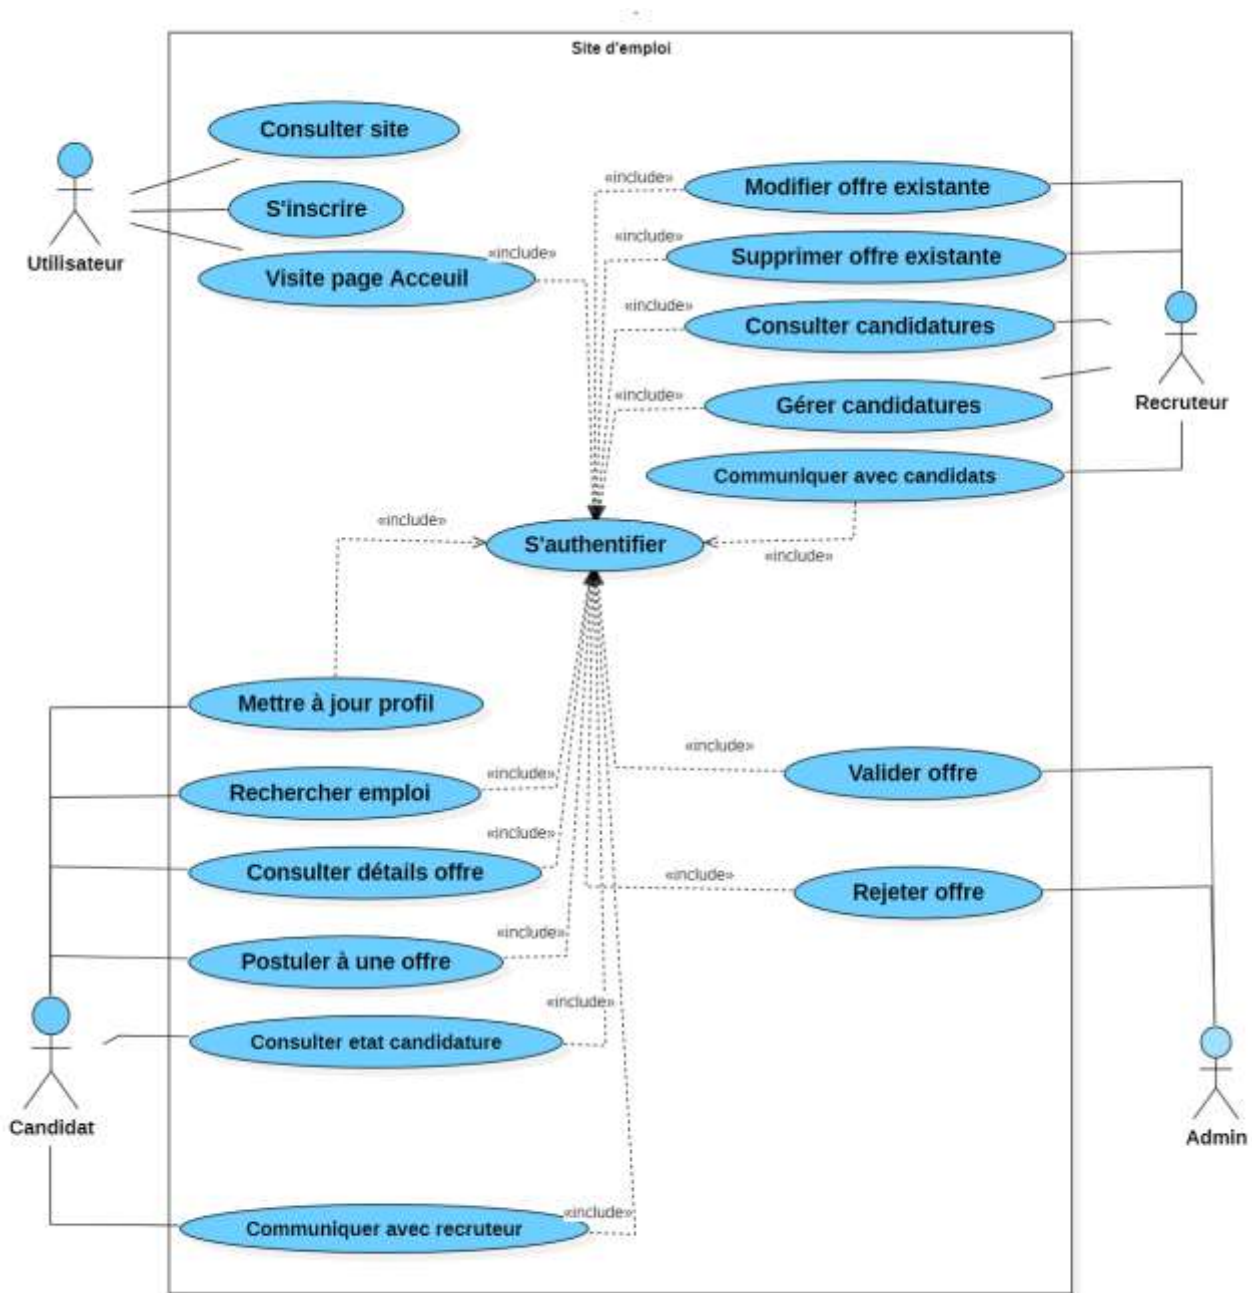 Site d'emploi
Consulter site
S'inscrire
Visite page Acceuil
«include»
Utilisateur
«include»
Modifier offre existante
«include»
Supprimer offre existante
«include»
Consulter candidatures
«include»
Gérer candidatures
Communiquer avec candidats
Recruteur
«include»
S'authentifier
«include»
Mettre à jour profil
Rechercher emploi
«include»
Consulter détails offre
«include»
Postuler à une offre
«include»
Consulter etat candidature
«include»
Candidat
Communiquer avec recruteur
«include»
«include»
Valider offre
«include»
Rejeter offre
Admin